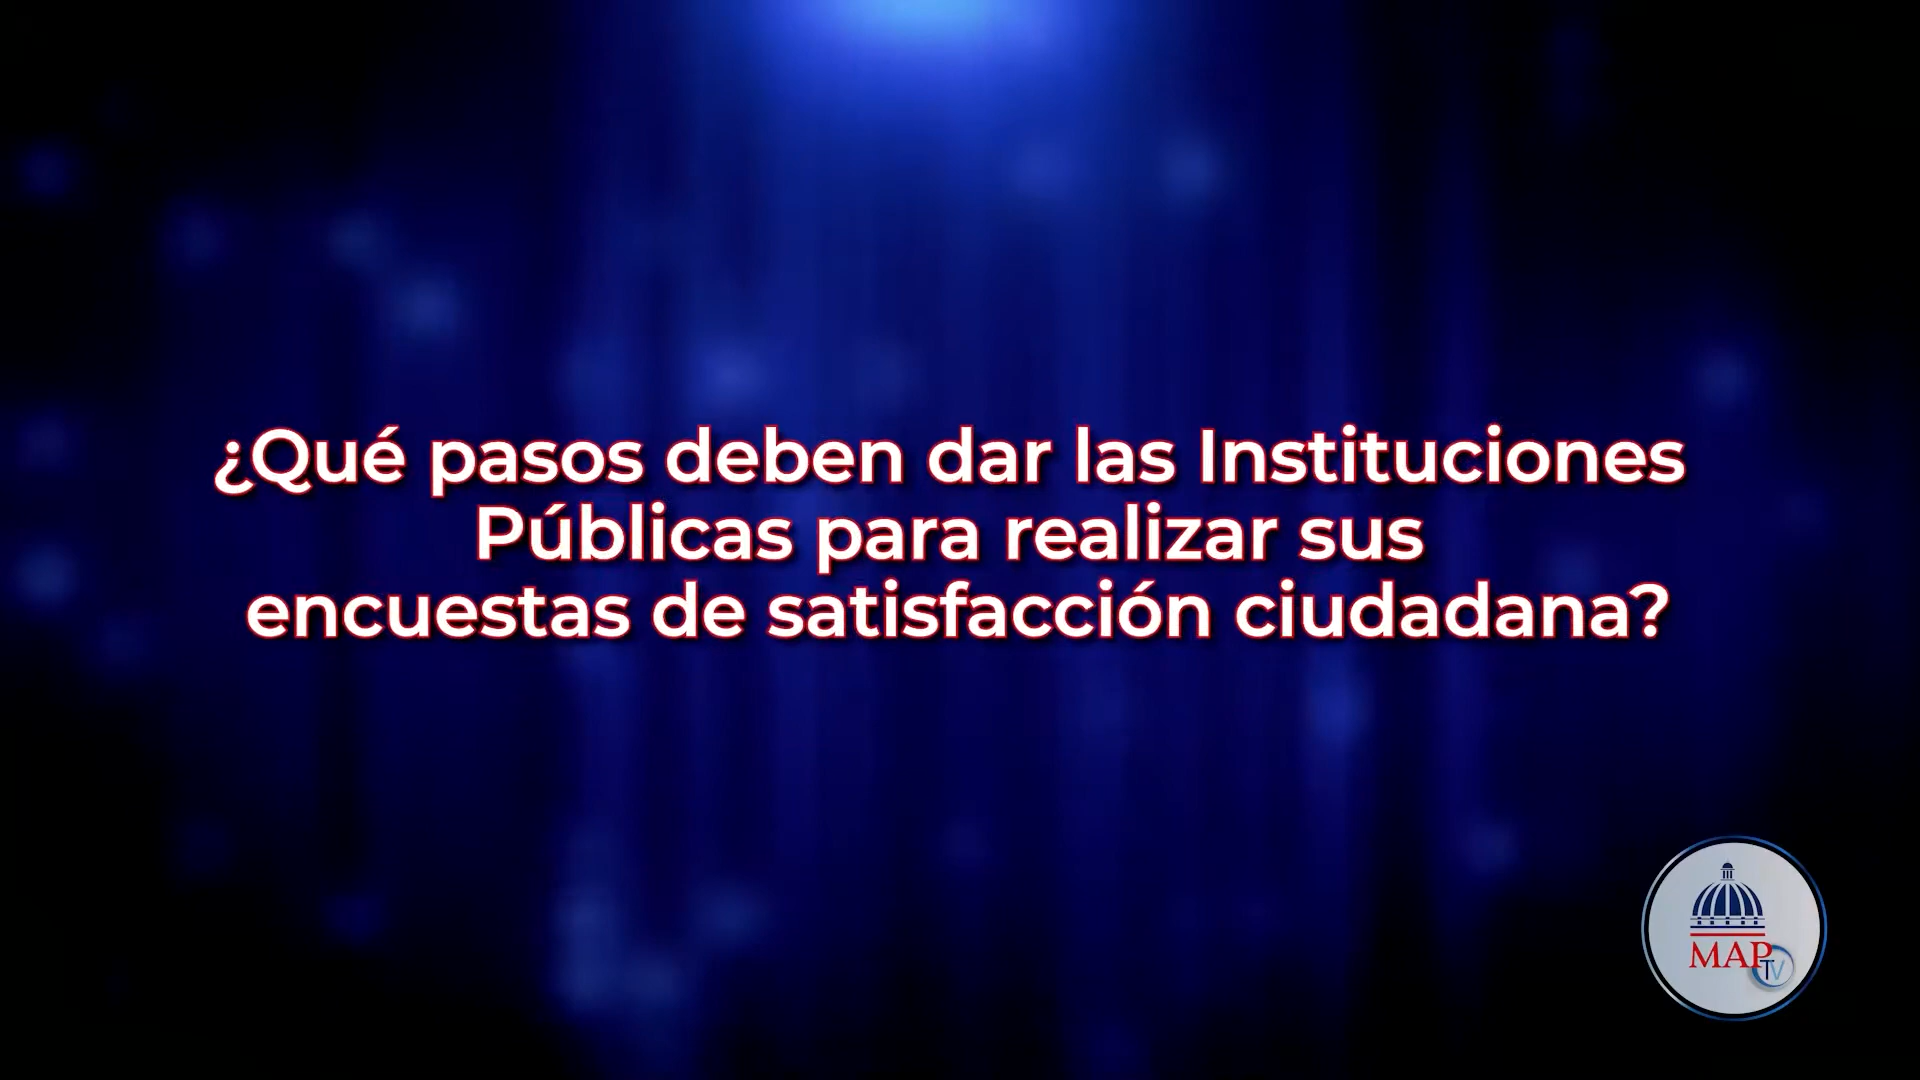 ¿Qué pasos deben dar las Instituciones
Públicas para realizar sus
encuestas de satisfacción ciudadana?
MAP
TV